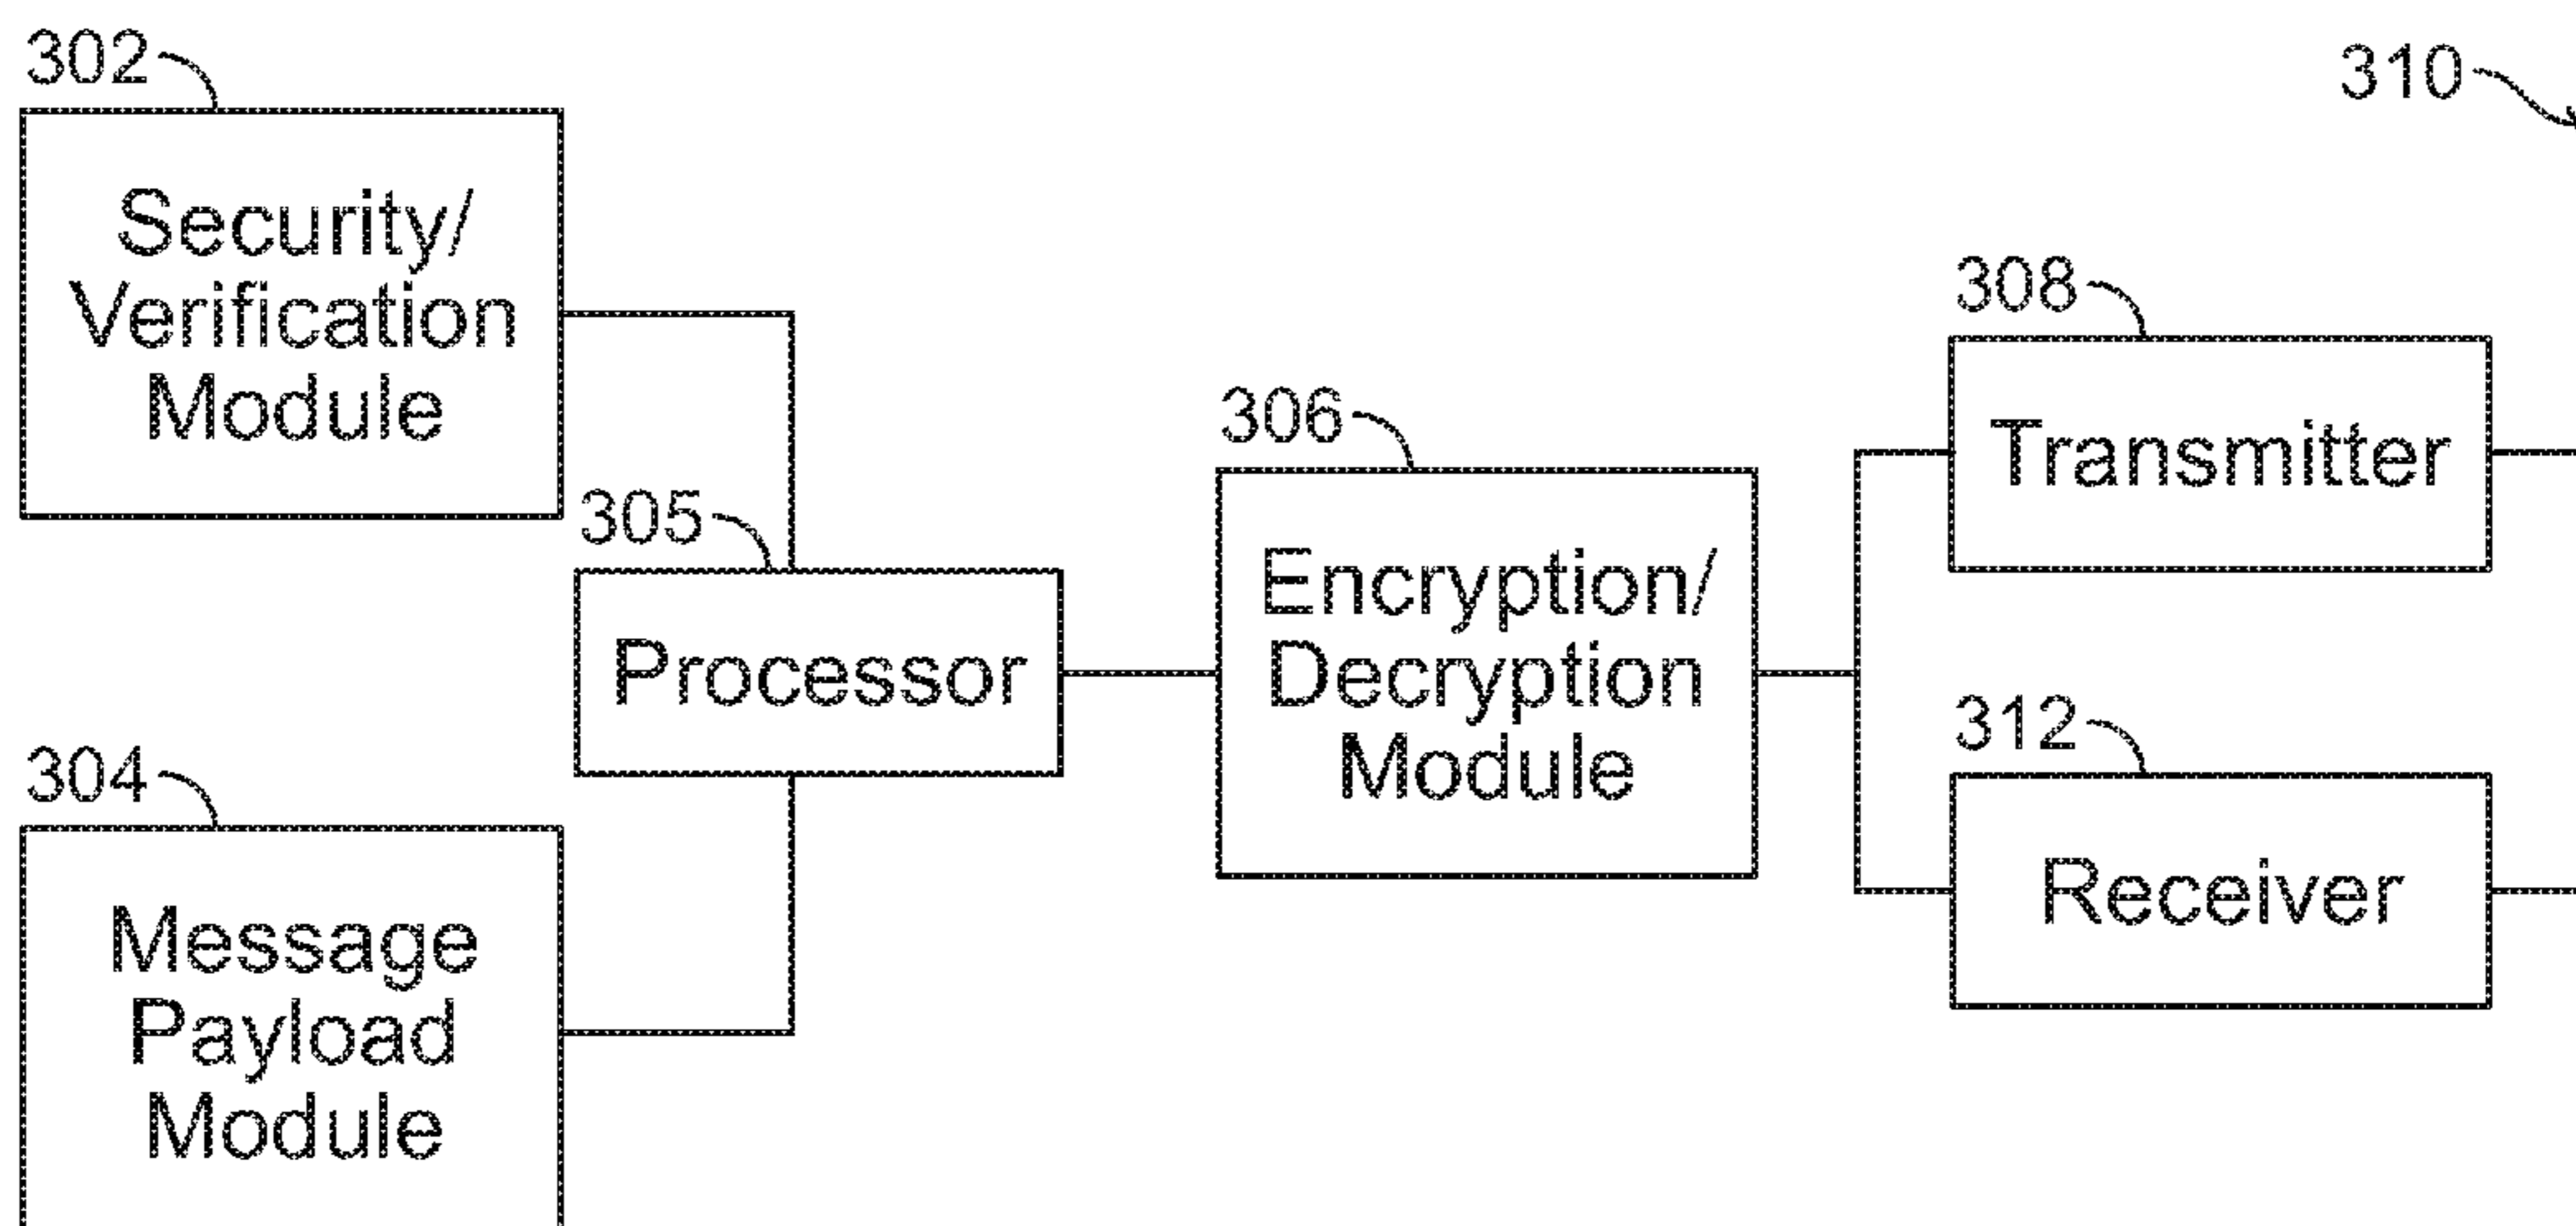 302
Security/
Verification
Module
304
Message
Payload
Module
305
Processor
306
Encryption/
Decryption
Module
308
Transmitter
310
312
Receiver